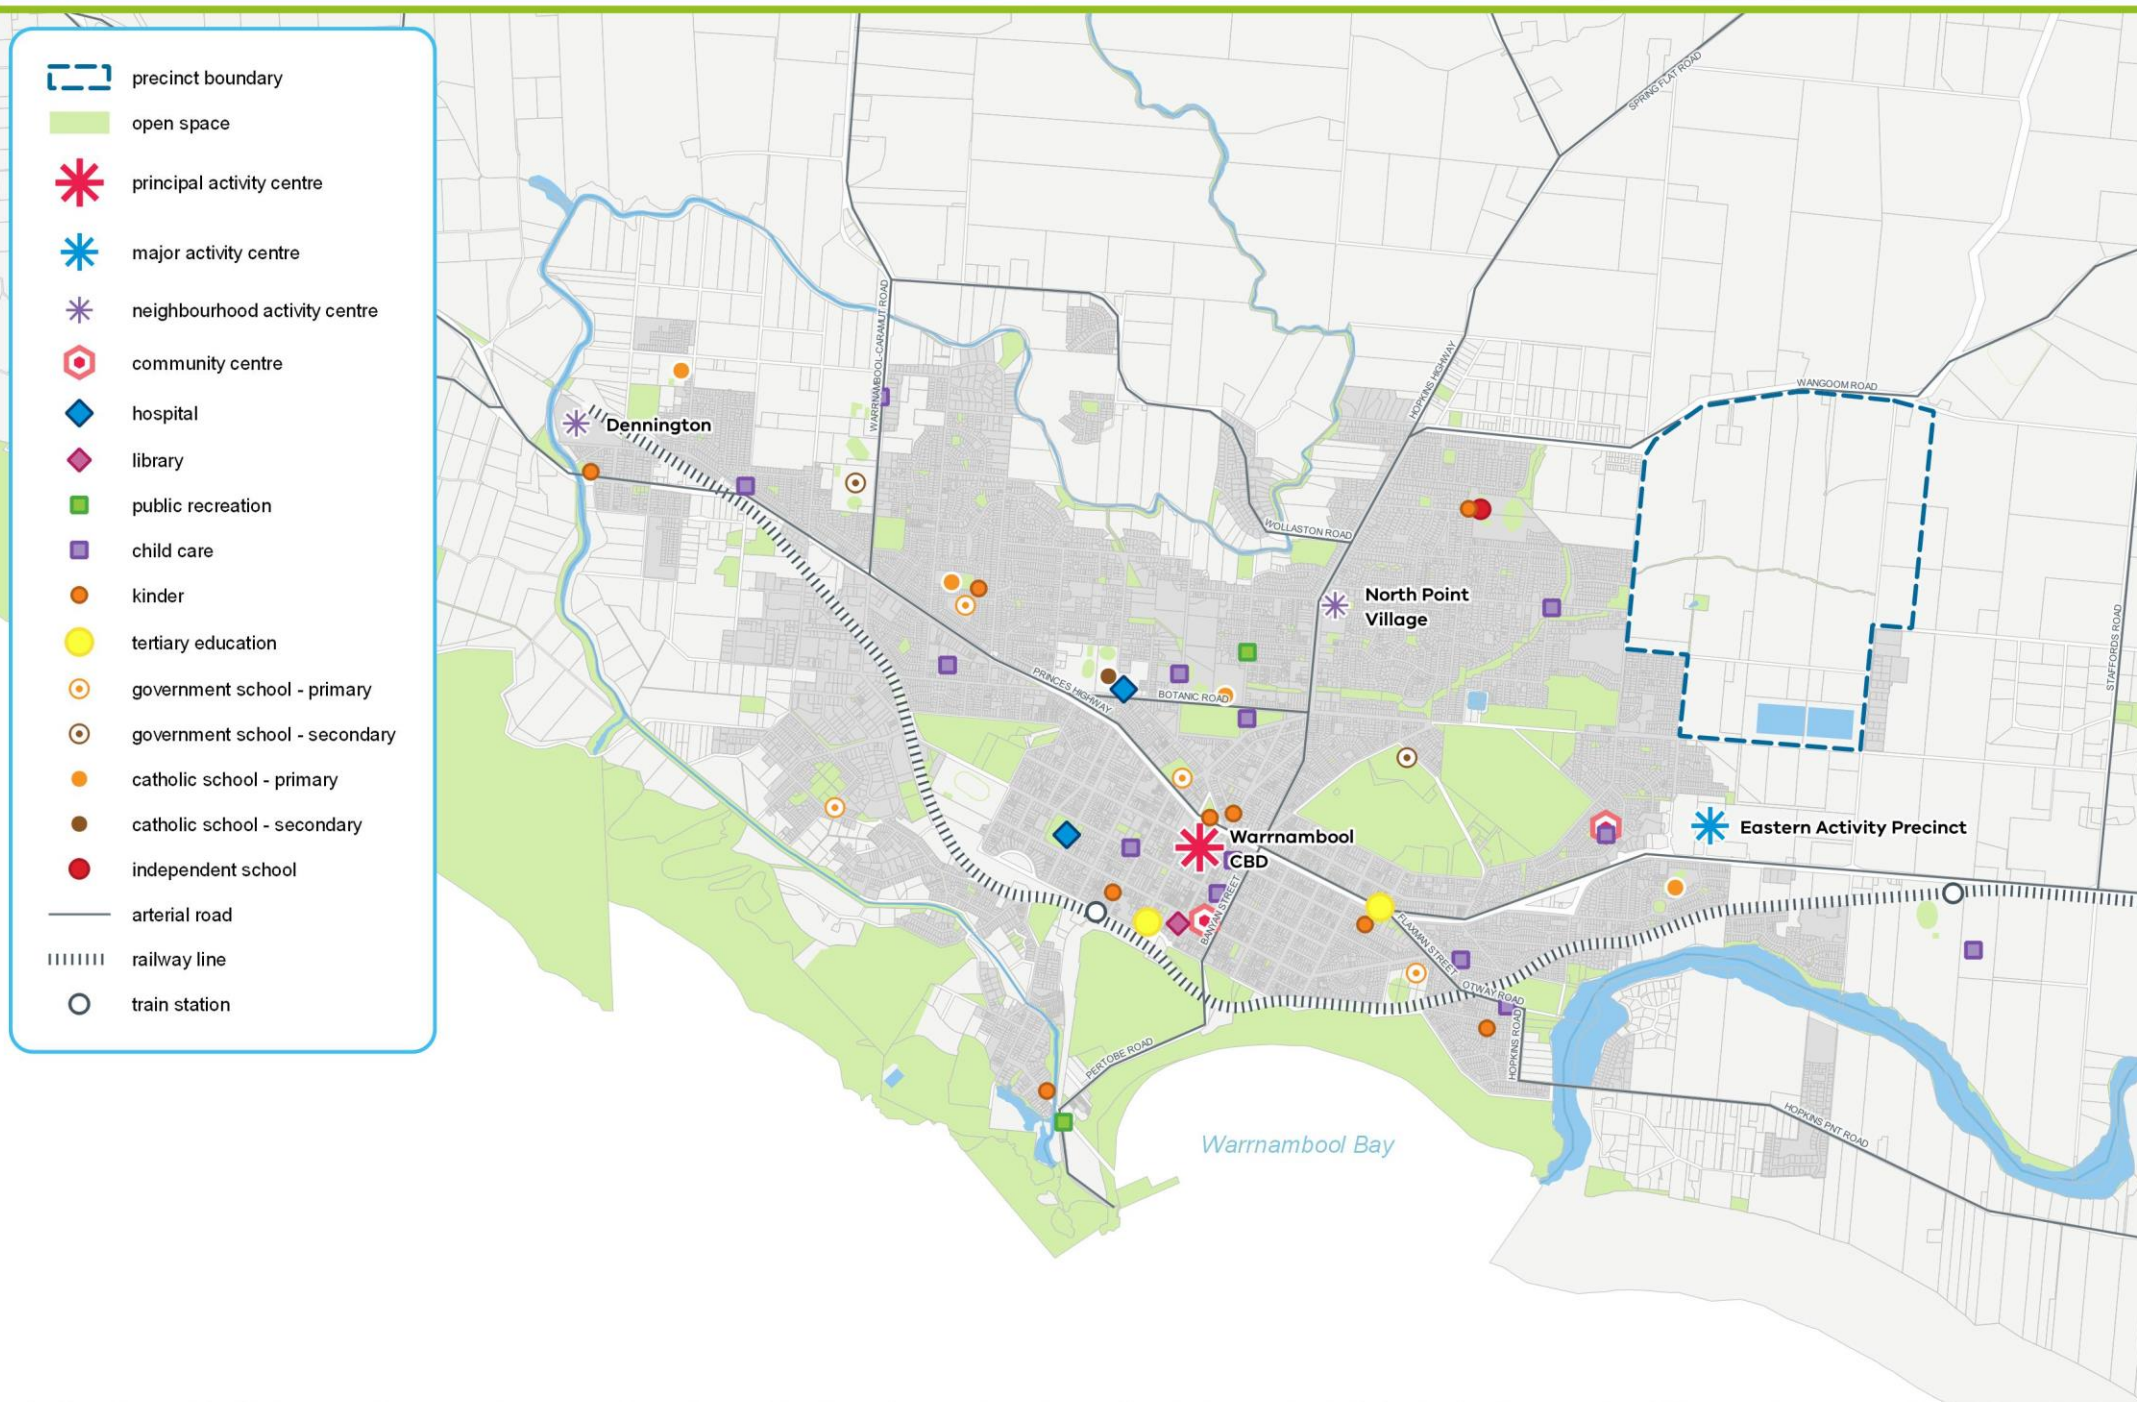 precinct boundary
open space
principal activity centre
major activity centre
neighbourhood activity centre
community centre
hospital
library
public recreation
child care
kinder
tertiary education
government school - primary
government school - secondary
catholic school - primary
catholic school - secondary
independent school
arterial road
railway line
train station
SPRING FLAT ROAD
WARRNAMBOOL-CARAMUT ROAD
HOPKINS HIGHWAY
WANGOOM ROAD
Dennington
WOLLASTON ROAD
North Point
Village
STAFFORDS ROAD
PRINCES HIGHWAY
BOTANIC ROAD
Warrnambool
CBD
Eastern Activity Precinct
BANYAN STREET
FLAXMAN STREET
OTWAY ROAD
HOPKINS ROAD
PERTOBE ROAD
HOPKINS PNT ROAD
Warrnambool Bay